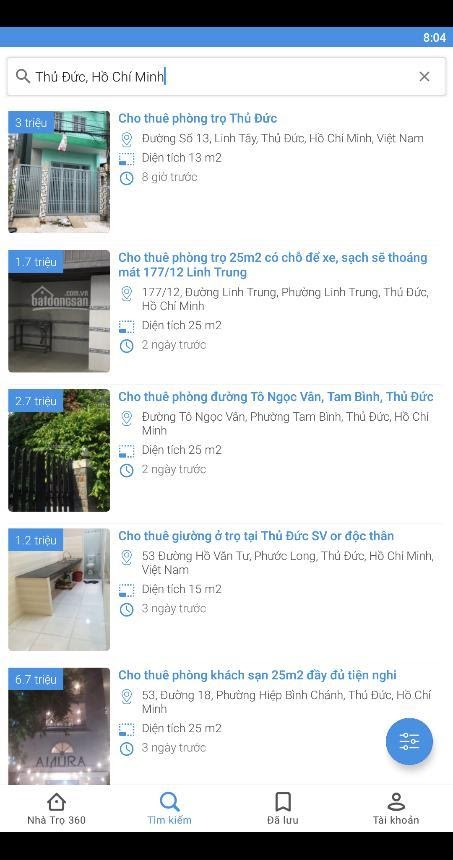 8:04
Thủ Đức, Hồ Chí Minh
3 triệu
Cho thuê phòng trọ Thủ Đức
Đường Số 13, Linh Tây, Thủ Đức, Hồ Chí Minh, Việt Nam
Diện tích 13 m2
8 giờ trước
1.7 triệu
Cho thuê phòng trọ 25m2 có chỗ để xe, sạch sẽ thoáng
mát 177/12 Linh Trung
.com.vn
batdongsan
177/12, Đường Linh Trung, Phường Linh Trung, Thủ Đức,
Hồ Chí Minh
Diện tích 25 m2
2 ngày trước
2.7 triệu
Cho thuê phòng đường Tô Ngọc Vân, Tam Bình, Thủ Đức
Đường Tô Ngọc Vân, Phường Tam Bình, Thủ Đức, Hồ Chí
Minh
Diện tích 25 m2
2 ngày trước
1.2 triệu
Cho thuê giường ở trọ tại Thủ Đức SV or độc thân
53 Đường Hồ Văn Tư, Phước Long, Thủ Đức, Hồ Chí Minh,
Việt Nam
Diện tích 15 m2
3 ngày trước
6.7 triệu
Cho thuê phòng khách sạn 25m2 đầy đủ tiện nghi
53, Đường 18, Phường Hiệp Bình Chánh, Thủ Đức, Hồ Chí
Minh
AMURA
Diện tích 25 m2
3 ngày trước
Nhà Trọ 360
Tìm kiếm
Đã lưu
Tài khoản